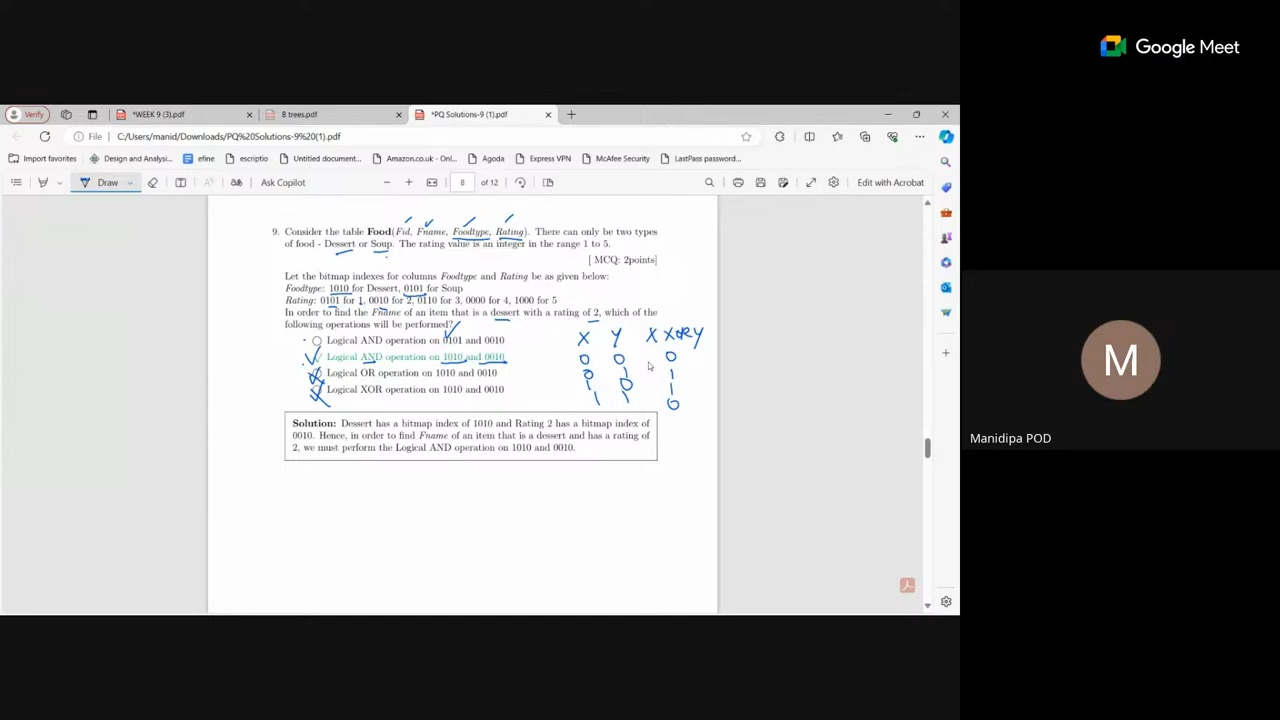 Google Meet
Verify
*WEEK 9 (3).pdf
B trees.pdf
*PQ Solutions-9 (1).pdf
File
C:/Users/manid/Downloads/PQ%20Solutions-9%20(1).pdf
Import favorites
Design and Analysi...
efine
escriptio
Untitled document...
Amazon.co.uk - Onl...
Agoda
Express VPN
McAfee Security
LastPass password...
Draw
Ask Copilot
8
of 12
Edit with Acrobat
9. Consider the table Food(Fid, Fname, Foodtype, Rating). There can only be two types
of food - Dessert or Soup. The rating value is an integer in the range 1 to 5.
[ MCQ: 2points]
Let the bitmap indexes for columns Foodtype and Rating be as given below:
Foodtype: 1010 for Dessert, 0101 for Soup
Rating: 0101 for 1, 0010 for 2, 0110 for 3, 0000 for 4, 1000 for 5
In order to find the Fname of an item that is a dessert with a rating of 2, which of the
following operations will be performed?
Logical AND operation on 0101 and 0010
Logical AND operation on 1010 and 0010
Logical OR operation on 1010 and 0010
Logical XOR operation on 1010 and 0010
X Y X XOR Y
0 0 0
0 1 1
1 0 1
1 1 0
Solution: Dessert has a bitmap index of 1010 and Rating 2 has a bitmap index of
0010. Hence, in order to find Fname of an item that is a dessert and has a rating of
2, we must perform the Logical AND operation on 1010 and 0010.
M
Manidipa POD